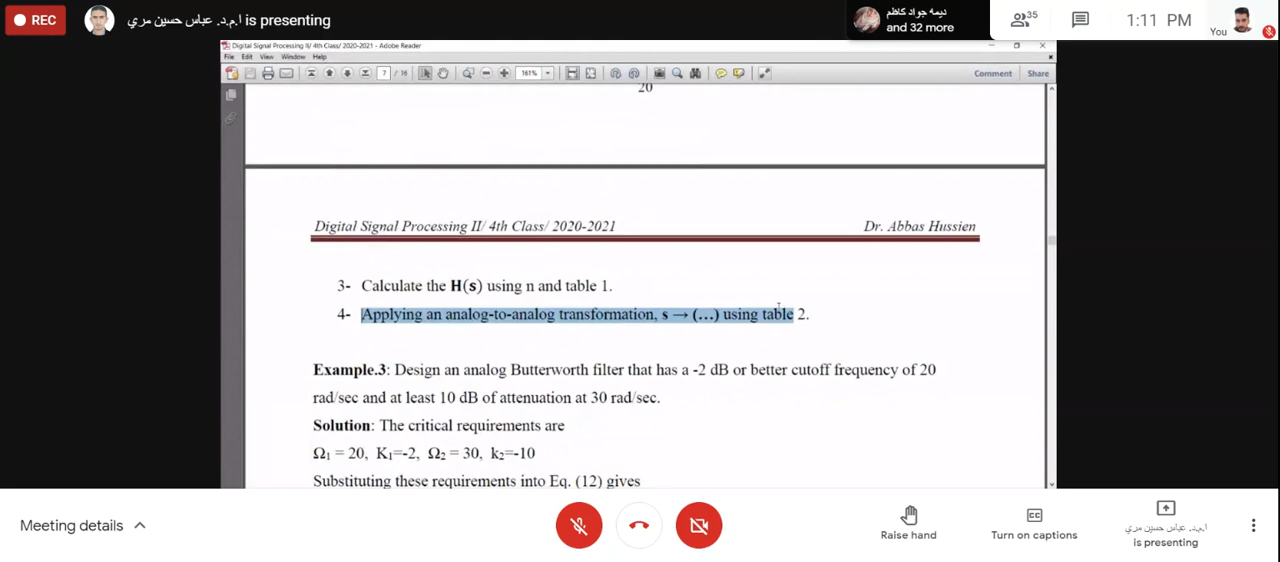 REC
ا.م.د. عباس حسين مري is presenting
ديمه جواد كاظم
and 32 more
35
1:11 PM
You
Digital Signal Processing II/ 4th Class/ 2020-2021 - Adobe Reader
File Edit View Window Help
7 / 16
161%
Comment
Share
20
Digital Signal Processing II/ 4th Class/ 2020-2021
Dr. Abbas Hussien
3- Calculate the H(s) using n and table 1.
4- Applying an analog-to-analog transformation, s → (...) using table 2.
Example.3: Design an analog Butterworth filter that has a -2 dB or better cutoff frequency of 20
rad/sec and at least 10 dB of attenuation at 30 rad/sec.
Solution: The critical requirements are
Ω₁ = 20, K₁=-2, Ω₂ = 30, k₂=-10
Substituting these requirements into Eq. (12) gives
Meeting details
Raise hand
CC
Turn on captions
ا.م.د. عباس حسين مري
is presenting